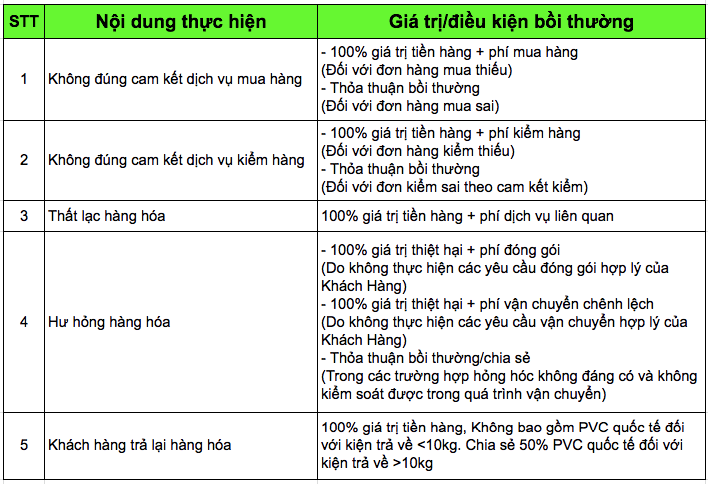 STT Nội dung thực hiện Giá trị/điều kiện bồi thường
1 Không đúng cam kết dịch vụ mua hàng
- 100% giá trị tiền hàng + phí mua hàng
(Đối với đơn hàng mua thiếu)
- Thỏa thuận bồi thường
(Đối với đơn hàng mua sai)
2 Không đúng cam kết dịch vụ kiểm hàng
- 100% giá trị tiền hàng + phí kiểm hàng
(Đối với đơn hàng kiểm thiếu)
- Thỏa thuận bồi thường
(Đối với đơn kiểm sai theo cam kết kiểm)
3 Thất lạc hàng hóa 100% giá trị tiền hàng + phí dịch vụ liên quan
4 Hư hỏng hàng hóa
- 100% giá trị thiệt hại + phí đóng gói
(Do không thực hiện các yêu cầu đóng gói hợp lý của
Khách Hàng)
- 100% giá trị thiệt hại + phí vận chuyển chênh lệch
(Do không thực hiện các yêu cầu vận chuyển hợp lý của
Khách Hàng)
- Thỏa thuận bồi thường/chia sẻ
(Trong các trường hợp hỏng hóc không đáng có và không
kiểm soát được trong quá trình vận chuyển)
5 Khách hàng trả lại hàng hóa
100% giá trị tiền hàng, Không bao gồm PVC quốc tế đối
với kiện trả về <10kg. Chia sẻ 50% PVC quốc tế đối với
kiện trả về >10kg